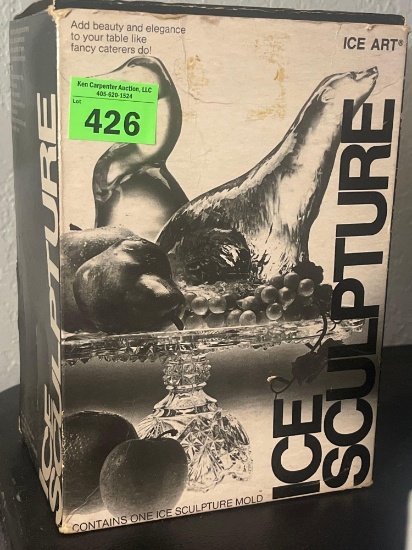 Add beauty and elegance
to your table like
fancy caterers do!
ICE ART®
Ken Carpenter Auction, LLC
405-620-1524
Lot
426
ICE
SCULPTURE
ICE
SCULPTURE
CONTAINS ONE ICE SCULPTURE MOLD